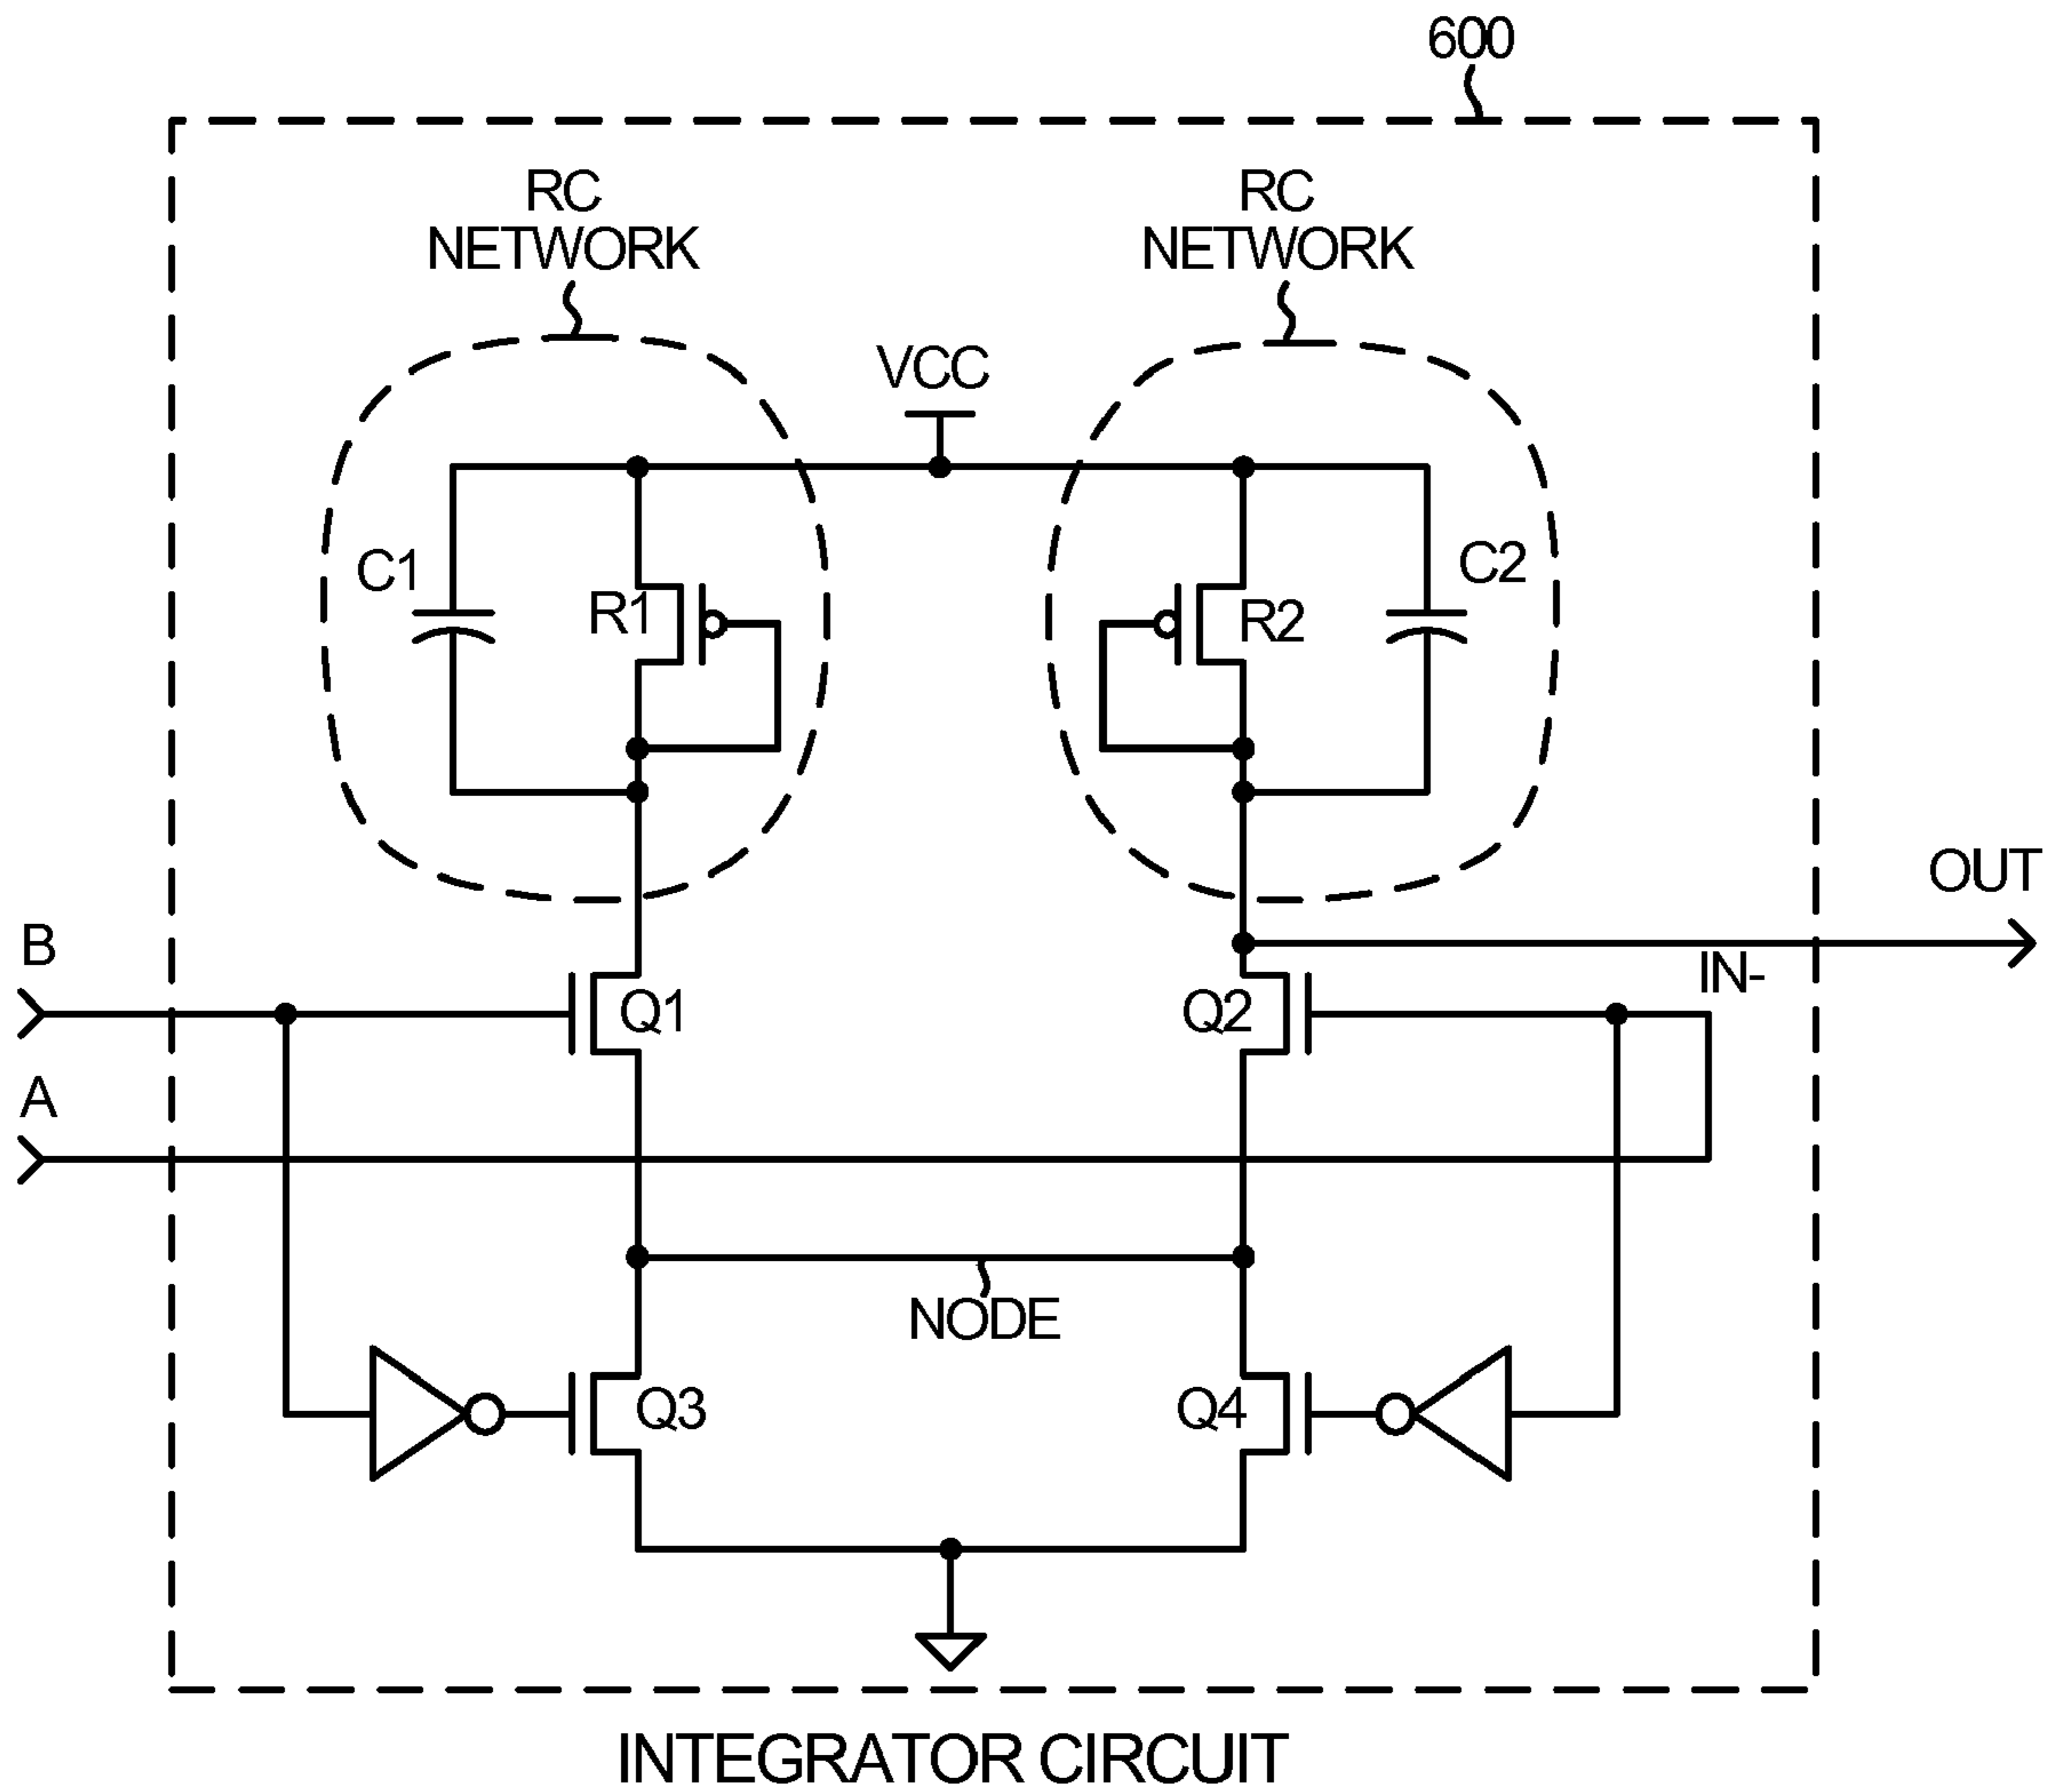 600
RC
NETWORK
RC
NETWORK
VCC
C1
R1
R2
C2
OUT
B
IN-
Q1
Q2
A
NODE
Q3
Q4
INTEGRATOR CIRCUIT